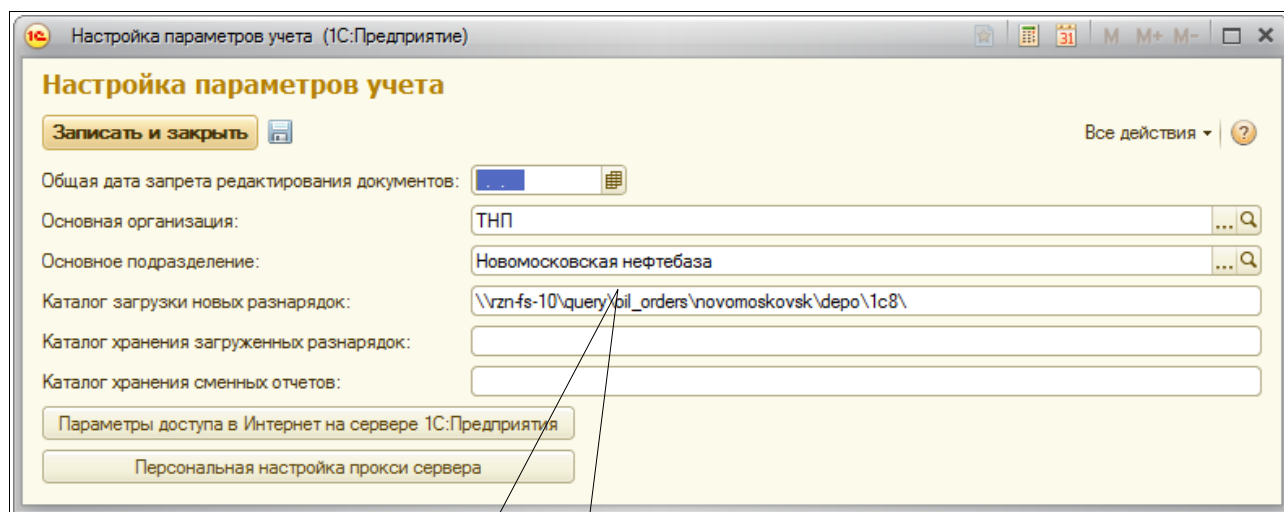 Настройка параметров учета (1С:Предприятие)
31 M M+ M-
Настройка параметров учета
Записать и закрыть
Все действия
?
Общая дата запрета редактирования документов: . .
Основная организация: ТНП ...
Основное подразделение: Новомосковская нефтебаза ...
Каталог загрузки новых разнарядок: \\rzn-fs-10\query\oil_orders\novomoskovsk\depo\1c8\
Каталог хранения загруженных разнарядок:
Каталог хранения сменных отчетов:
Параметры доступа в Интернет на сервере 1С:Предприятия
Персональная настройка прокси сервера